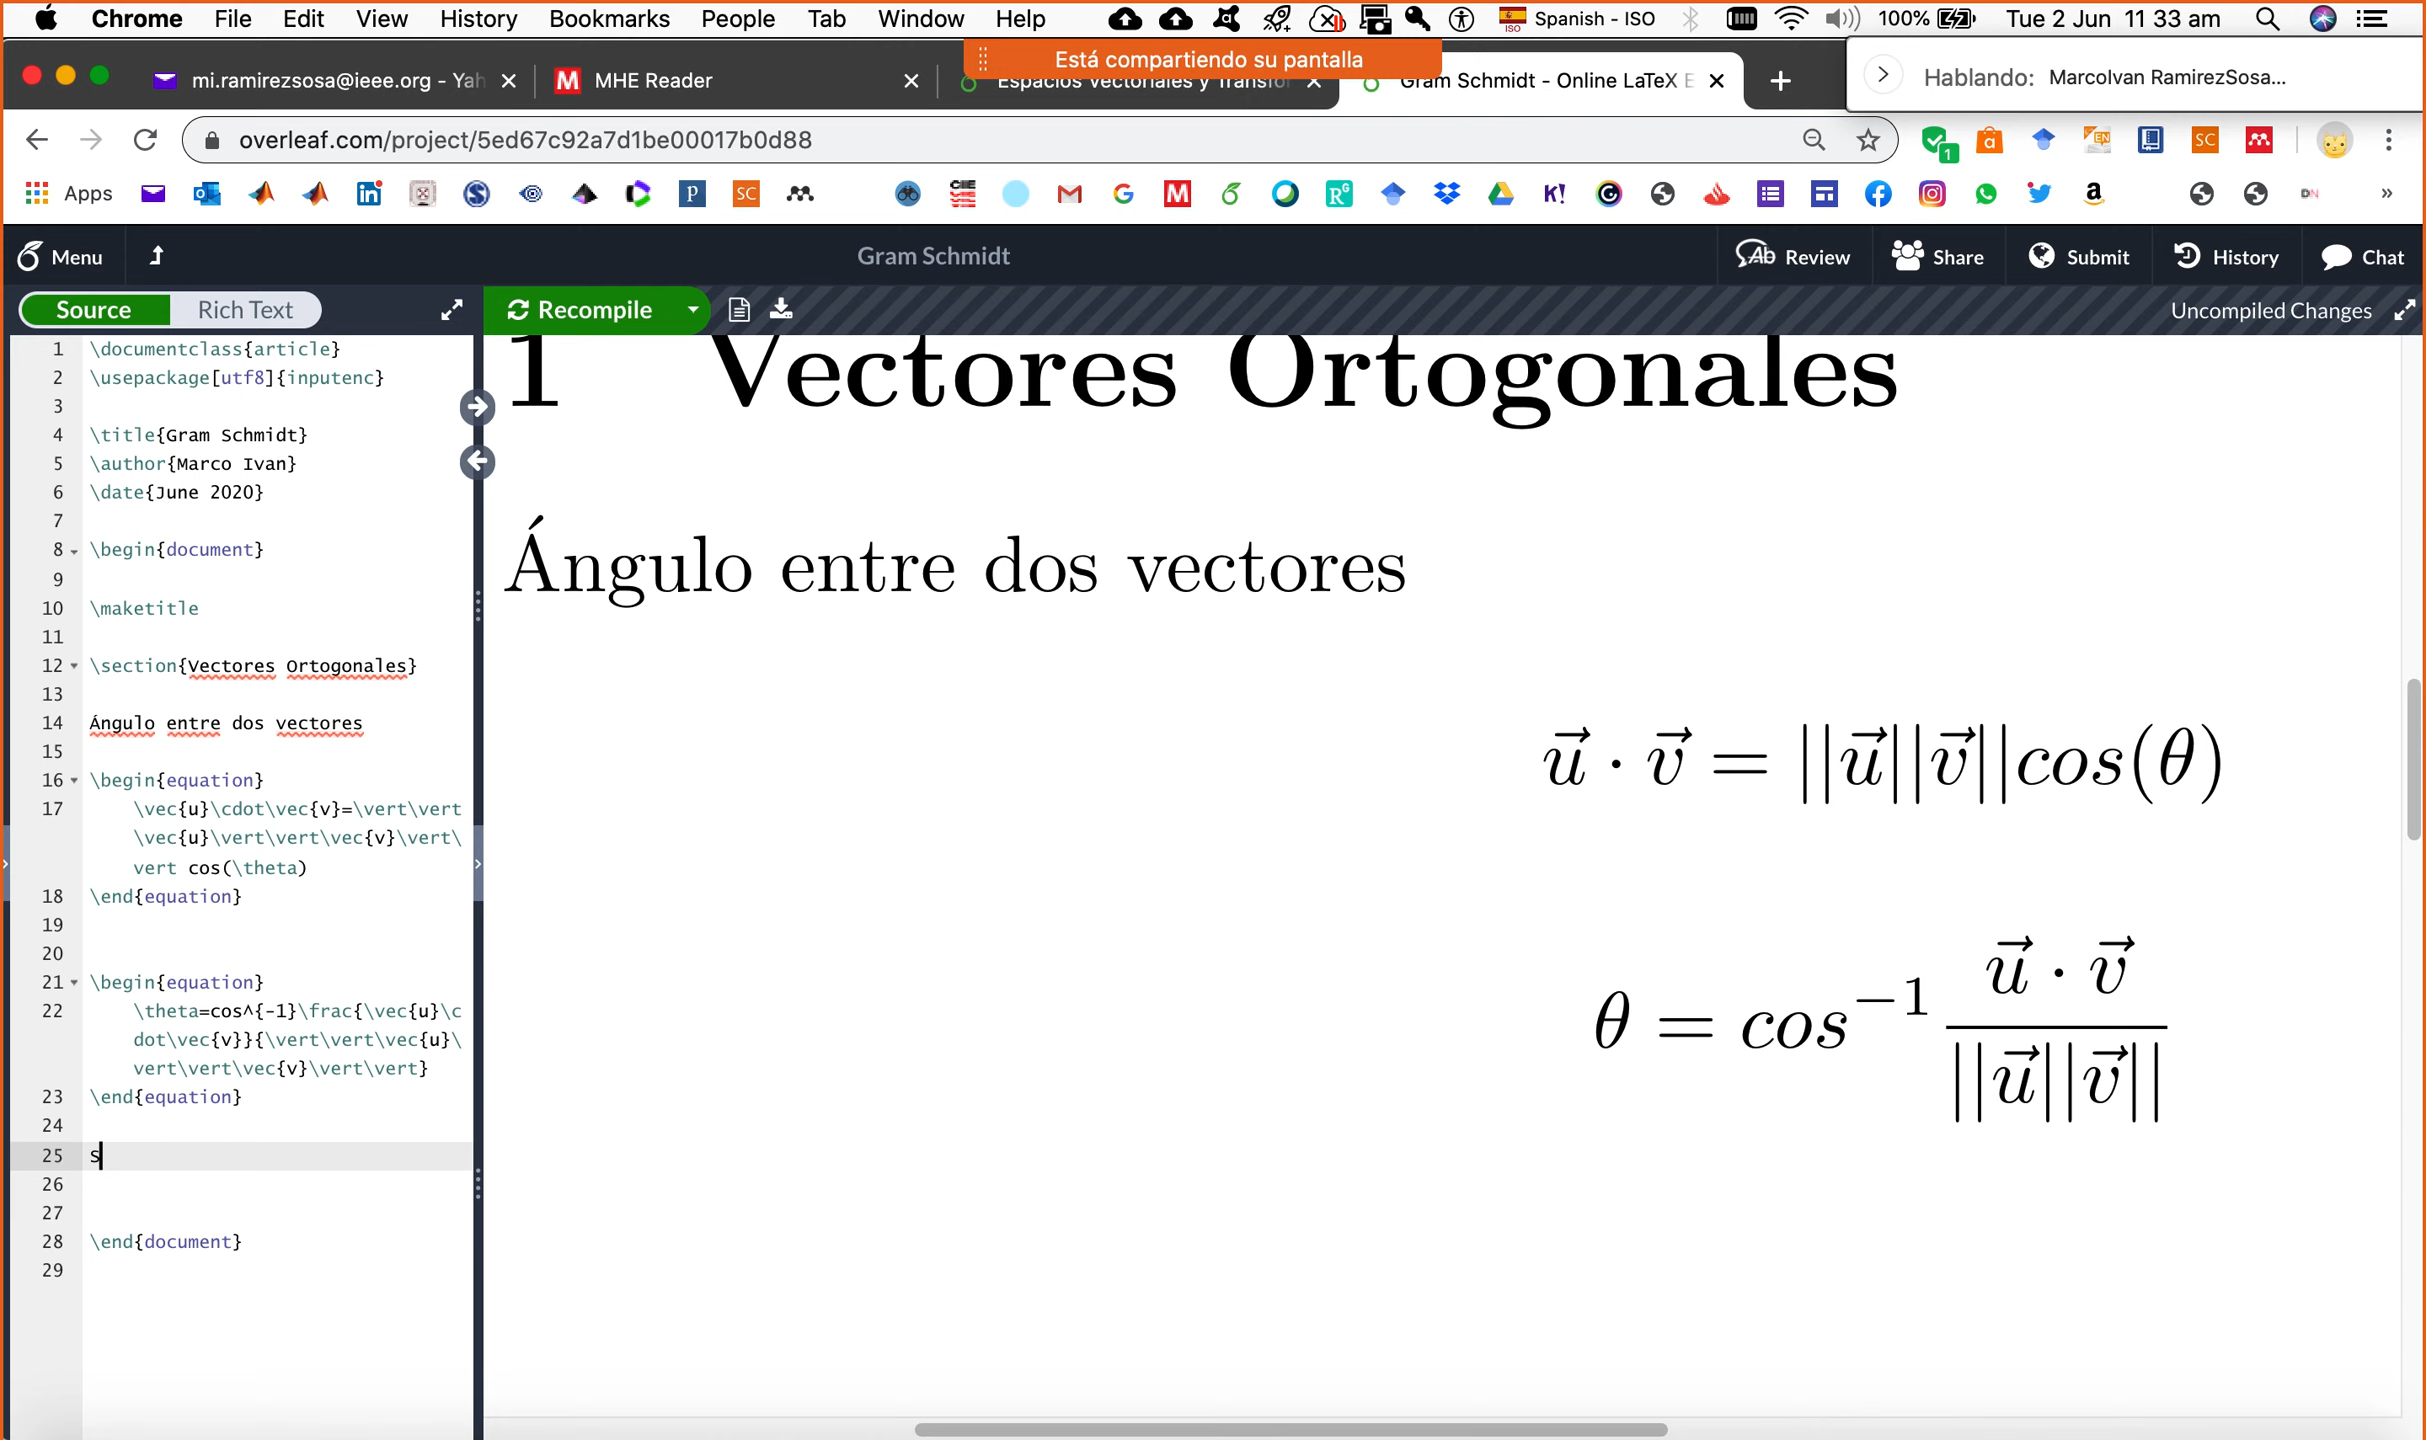 Chrome File Edit View History Bookmarks People Tab Window Help Spanish - ISO 100% Tue 2 Jun 11 33 am
Está compartiendo su pantalla
mi.ramirezsosa@ieee.org - Yah MHE Reader Espacios Vectoriales y Transfor Gram Schmidt - Online LaTeX E
Hablando: MarcoIvan RamirezSosa...
overleaf.com/project/5ed67c92a7d1be00017b0d88
Apps
Menu Gram Schmidt Review Share Submit History Chat
Source Rich Text Recompile Uncompiled Changes
1 \documentclass{article}
2 \usepackage[utf8]{inputenc}
3
4 \title{Gram Schmidt}
5 \author{Marco Ivan}
6 \date{June 2020}
7
8 \begin{document}
9
10 \maketitle
11
12 \section{Vectores Ortogonales}
13
14 Ángulo entre dos vectores
15
16 \begin{equation}
17 \vec{u}\cdot\vec{v}=\vert\vert
\vec{u}\vert\vert\vec{v}\vert\
vert cos(\theta)
18 \end{equation}
19
20
21 \begin{equation}
22 \theta=cos^{-1}\frac{\vec{u}\c
dot\vec{v}}{\vert\vert\vec{u}\
vert\vert\vec{v}\vert\vert}
23 \end{equation}
24
25 s
26
27
28 \end{document}
29
1 Vectores Ortogonales
Ángulo entre dos vectores
u⃗ · v⃗ = ||u⃗||v⃗||cos(θ)
θ = cos⁻¹ u⃗ · v⃗
||u⃗||v⃗||